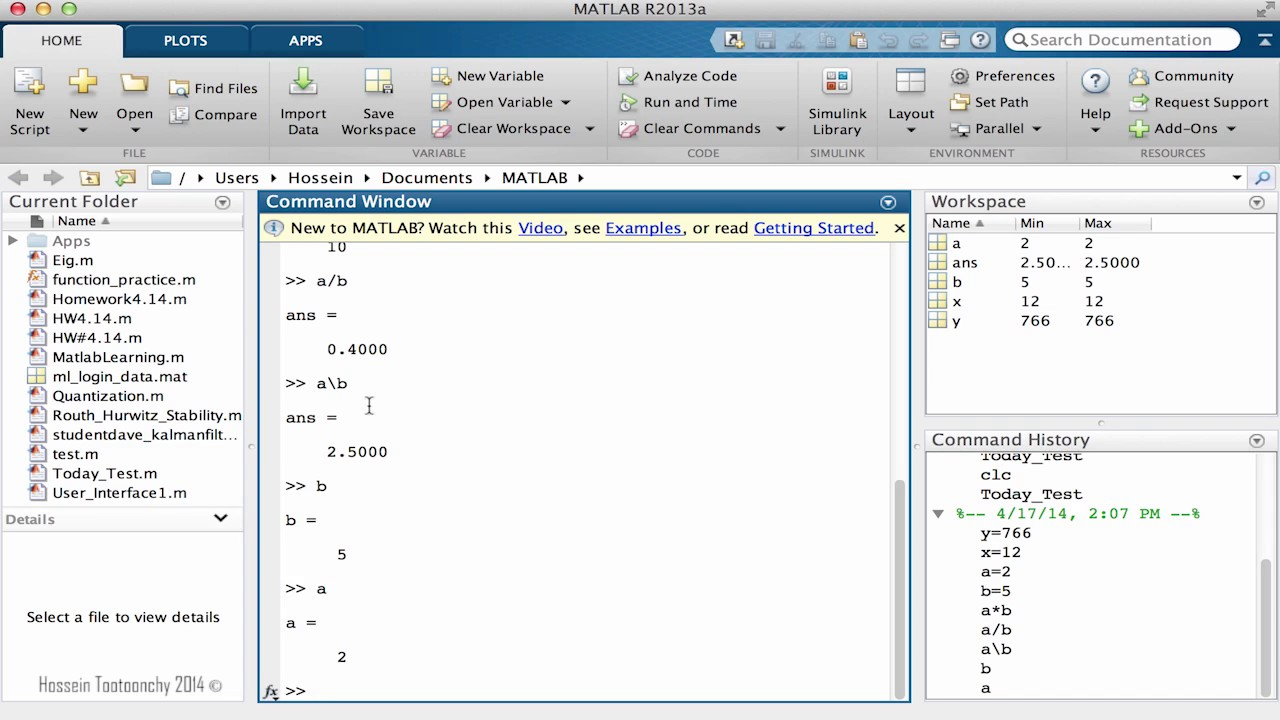 MATLAB R2013a
HOME PLOTS APPS
Search Documentation
New Script
New
Open
Find Files
Compare
FILE
Import Data
Save Workspace
New Variable
Open Variable
Clear Workspace
VARIABLE
Analyze Code
Run and Time
Clear Commands
CODE
Simulink Library
SIMULINK
Layout
Preferences
Set Path
Parallel
ENVIRONMENT
Help
Community
Request Support
Add-Ons
RESOURCES
/ Users Hossein Documents MATLAB
Current Folder
Name
Apps
Eig.m
function_practice.m
Homework4.14.m
HW4.14.m
HW#4.14.m
MatlabLearning.m
ml_login_data.mat
Quantization.m
Routh_Hurwitz_Stability.m
studentdave_kalmanfilt...
test.m
Today_Test.m
User_Interface1.m
Details
Select a file to view details
Hossein Tootoonchy 2014 ©
Command Window
New to MATLAB? Watch this Video, see Examples, or read Getting Started.
10
>> a/b
ans =
0.4000
>> a\b
ans =
2.5000
>> b
b =
5
>> a
a =
2
fx >>
Workspace
Name Min Max
a 2 2
ans 2.50... 2.5000
b 5 5
x 12 12
y 766 766
Command History
Today_Test
clc
Today_Test
%-- 4/17/14, 2:07 PM --%
y=766
x=12
a=2
b=5
a*b
a/b
a\b
b
a